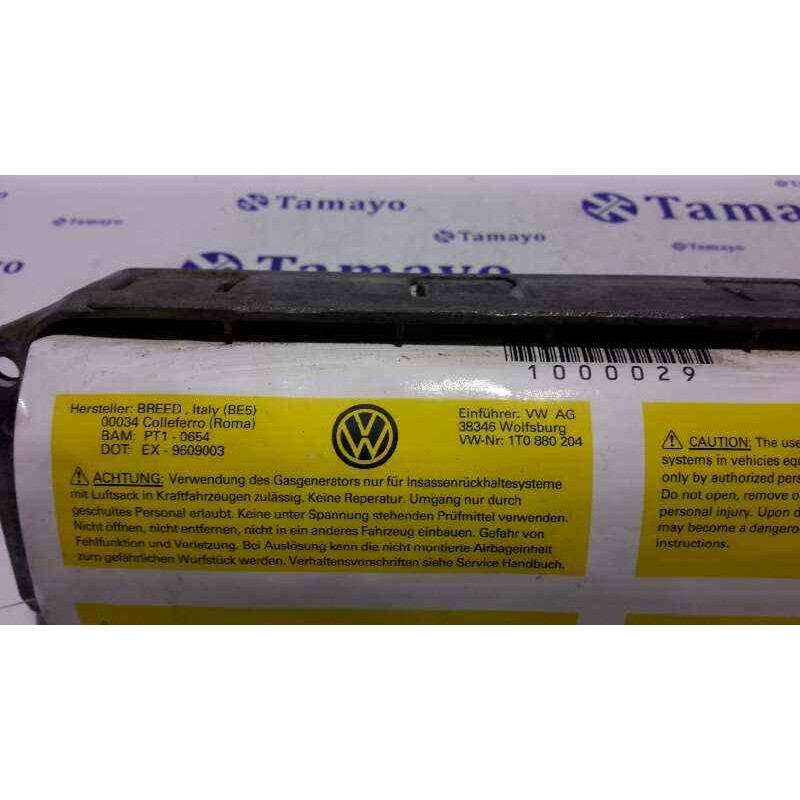 Tamayo
Tamayo
Tamayo
Tamayo
Tamayo
1000029
Hersteller: BREED, Italy (BE5)
00034 Colleferro (Roma)
BAM: PT1 - 0654
DOT: EX - 9609003
Einführer: VW AG
38346 Wolfsburg
VW-Nr: 1T0 880 204
ACHTUNG: Verwendung des Gasgenerators nur für Insassenrückhaltesysteme
mit Luftsack in Kraftfahrzeugen zulässig. Keine Reperatur. Umgang nur durch
geschultes Personal erlaubt. Keine unter Spannung stehenden Prüfmittel verwenden.
Nicht öffnen, nicht entfernen, nicht in ein anderes Fahrzeug einbauen. Gefahr von
Fehlfunktion und Verletzung. Bei Auslösung kann die nicht montierte Airbageinheit
zum gefährlichen Wurfstück werden. Verhaltensvorschriften siehe Service Handbuch.
CAUTION: The use
systems in vehicles equ
only by authorized pers
Do not open, remove o
personal injury. Upon d
may become a dangero
instructions.